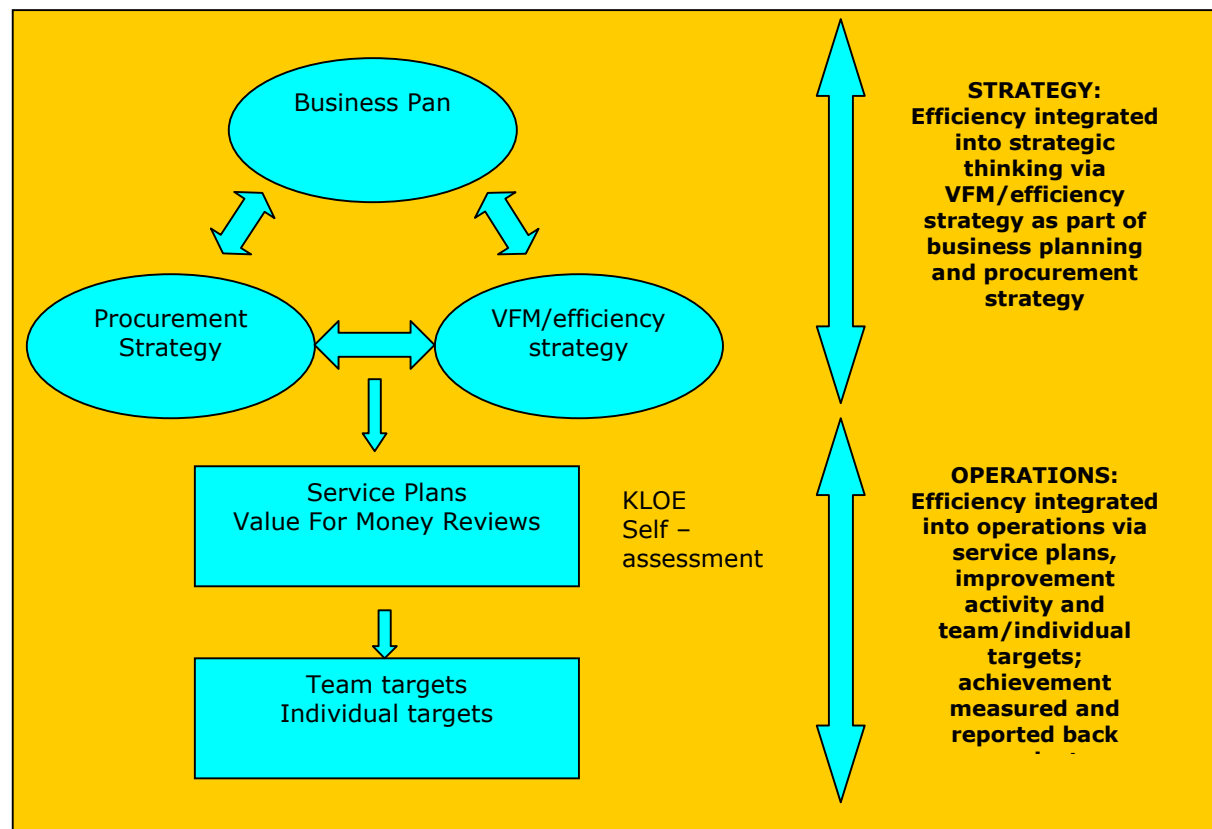 Business Pan
Procurement
Strategy
VFM/efficiency
strategy
Service Plans
Value For Money Reviews
KLOE
Self –
assessment
Team targets
Individual targets
STRATEGY:
Efficiency integrated
into strategic
thinking via
VFM/efficiency
strategy as part of
business planning
and procurement
strategy
OPERATIONS:
Efficiency integrated
into operations via
service plans,
improvement
activity and
team/individual
targets;
achievement
measured and
reported back